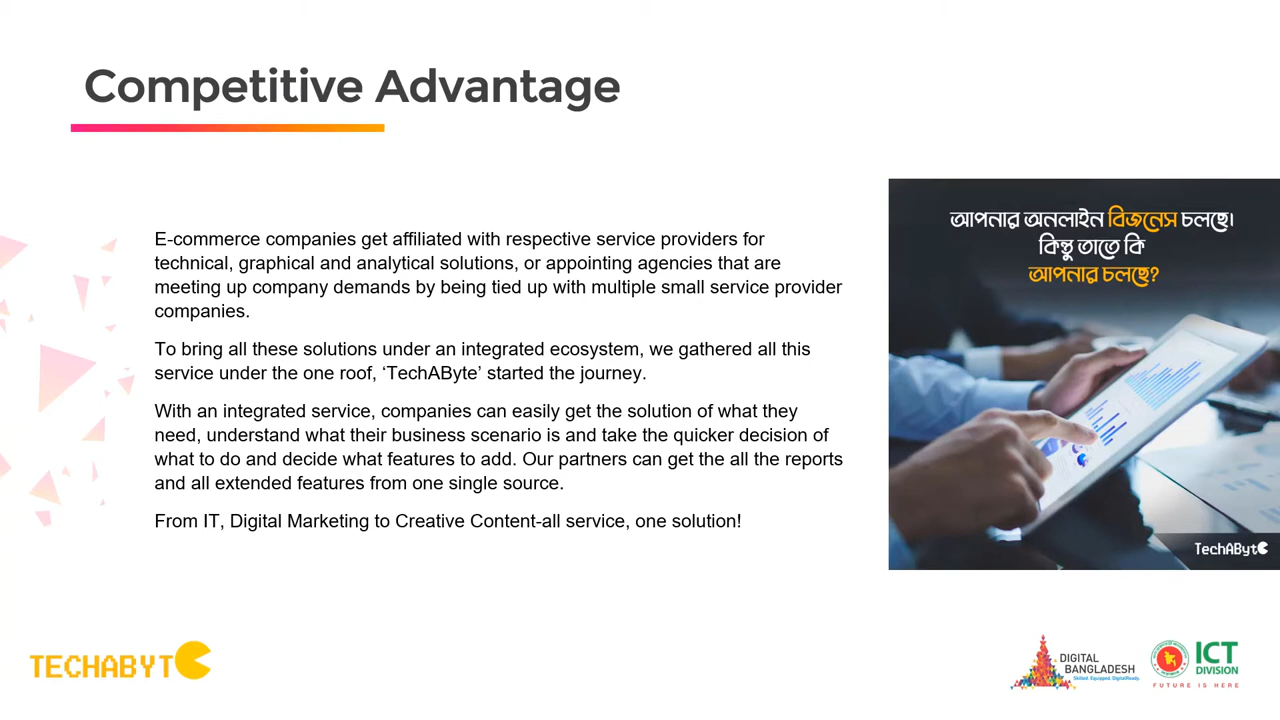 Competitive Advantage
E-commerce companies get affiliated with respective service providers for
technical, graphical and analytical solutions, or appointing agencies that are
meeting up company demands by being tied up with multiple small service provider
companies.
To bring all these solutions under an integrated ecosystem, we gathered all this
service under the one roof, ‘TechAByte’ started the journey.
With an integrated service, companies can easily get the solution of what they
need, understand what their business scenario is and take the quicker decision of
what to do and decide what features to add. Our partners can get the all the reports
and all extended features from one single source.
From IT, Digital Marketing to Creative Content-all service, one solution!
আপনার অনলাইন বিজনেস চলছে।
কিন্তু তাতে কি
আপনার চলছে?
TechAByt
TECHABYT
DIGITAL
BANGLADESH
Skilled. Equipped. DigitalReady.
ICT
DIVISION
FUTURE IS HERE